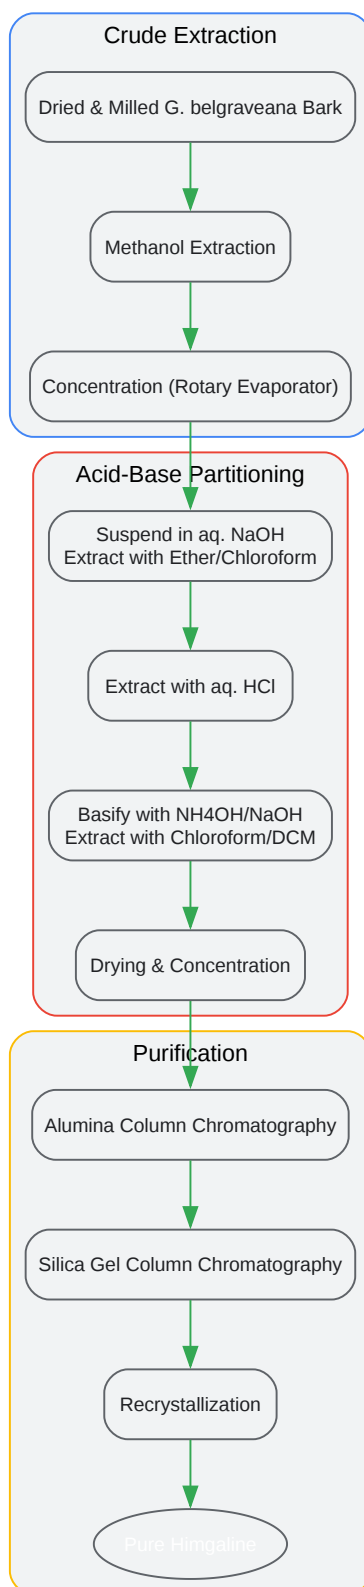 Crude Extraction
Dried & Milled G. belgraveana Bark
Methanol Extraction
Concentration (Rotary Evaporator)
Acid-Base Partitioning
Suspend in aq. NaOH
Extract with Ether/Chloroform
Extract with aq. HCl
Basify with NH4OH/NaOH
Extract with Chloroform/DCM
Drying & Concentration
Purification
Alumina Column Chromatography
Silica Gel Column Chromatography
Recrystallization
Pure Himgaline